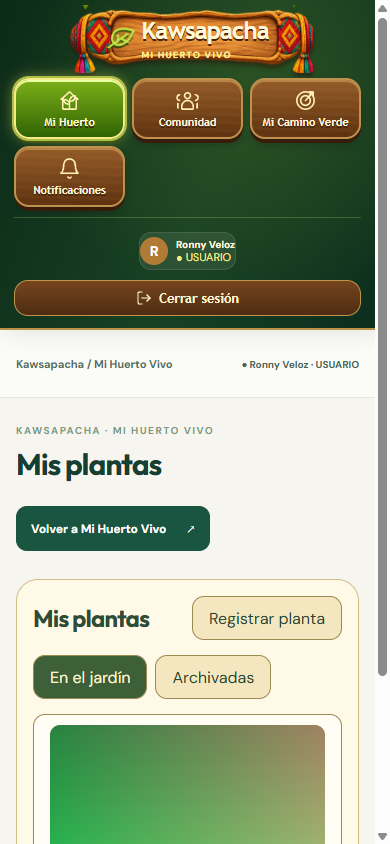 Kawsapacha
MI HUERTO VIVO
Mi Huerto
Comunidad
Mi Camino Verde
Notificaciones
R
Ronny Veloz
● USUARIO
Cerrar sesión
Kawsapacha / Mi Huerto Vivo
● Ronny Veloz · USUARIO
KAWSAPACHA · MI HUERTO VIVO
Mis plantas
Volver a Mi Huerto Vivo ↗
Mis plantas
Registrar planta
En el jardín
Archivadas